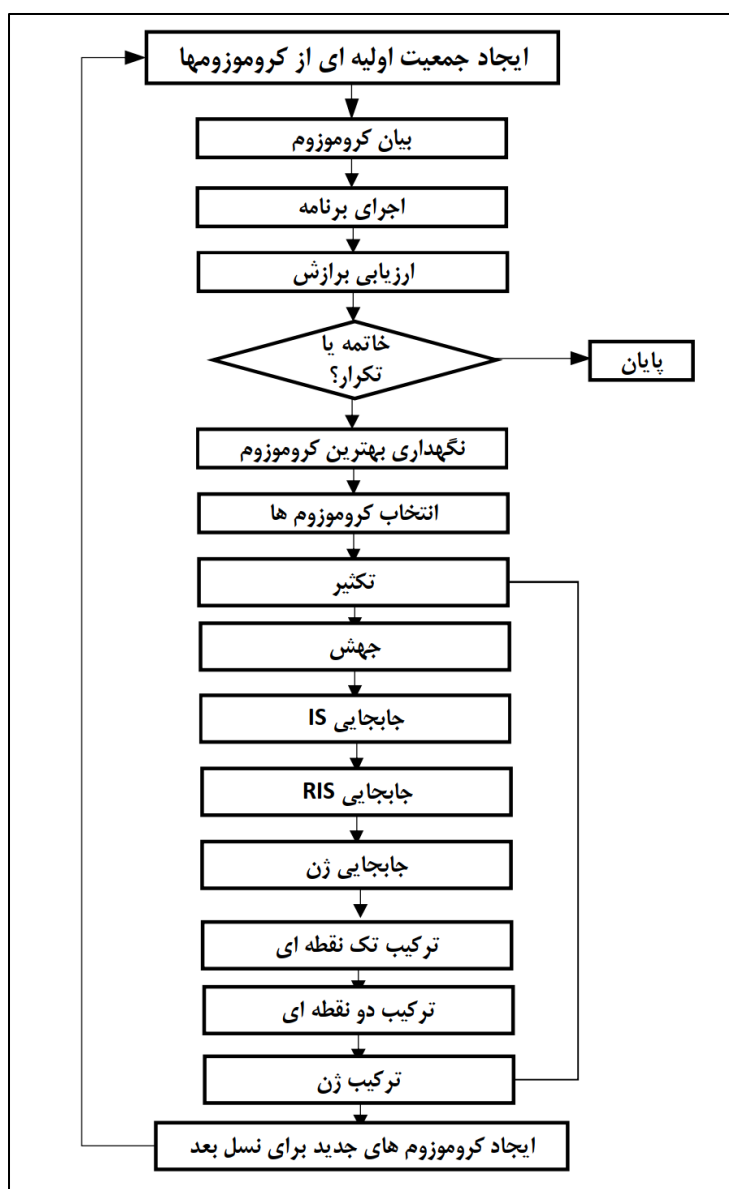 ایجاد جمعیت اولیه ای از کروموزومها
بیان کروموزوم
اجرای برنامه
ارزیابی برازش
خاتمه یا
تکرار؟
پایان
نگهداری بهترین کروموزوم
انتخاب کروموزوم ها
تکثیر
جهش
جابجایی IS
جابجایی RIS
جابجایی ژن
ترکیب تک نقطه ای
ترکیب دو نقطه ای
ترکیب ژن
ایجاد کروموزوم های جدید برای نسل بعد